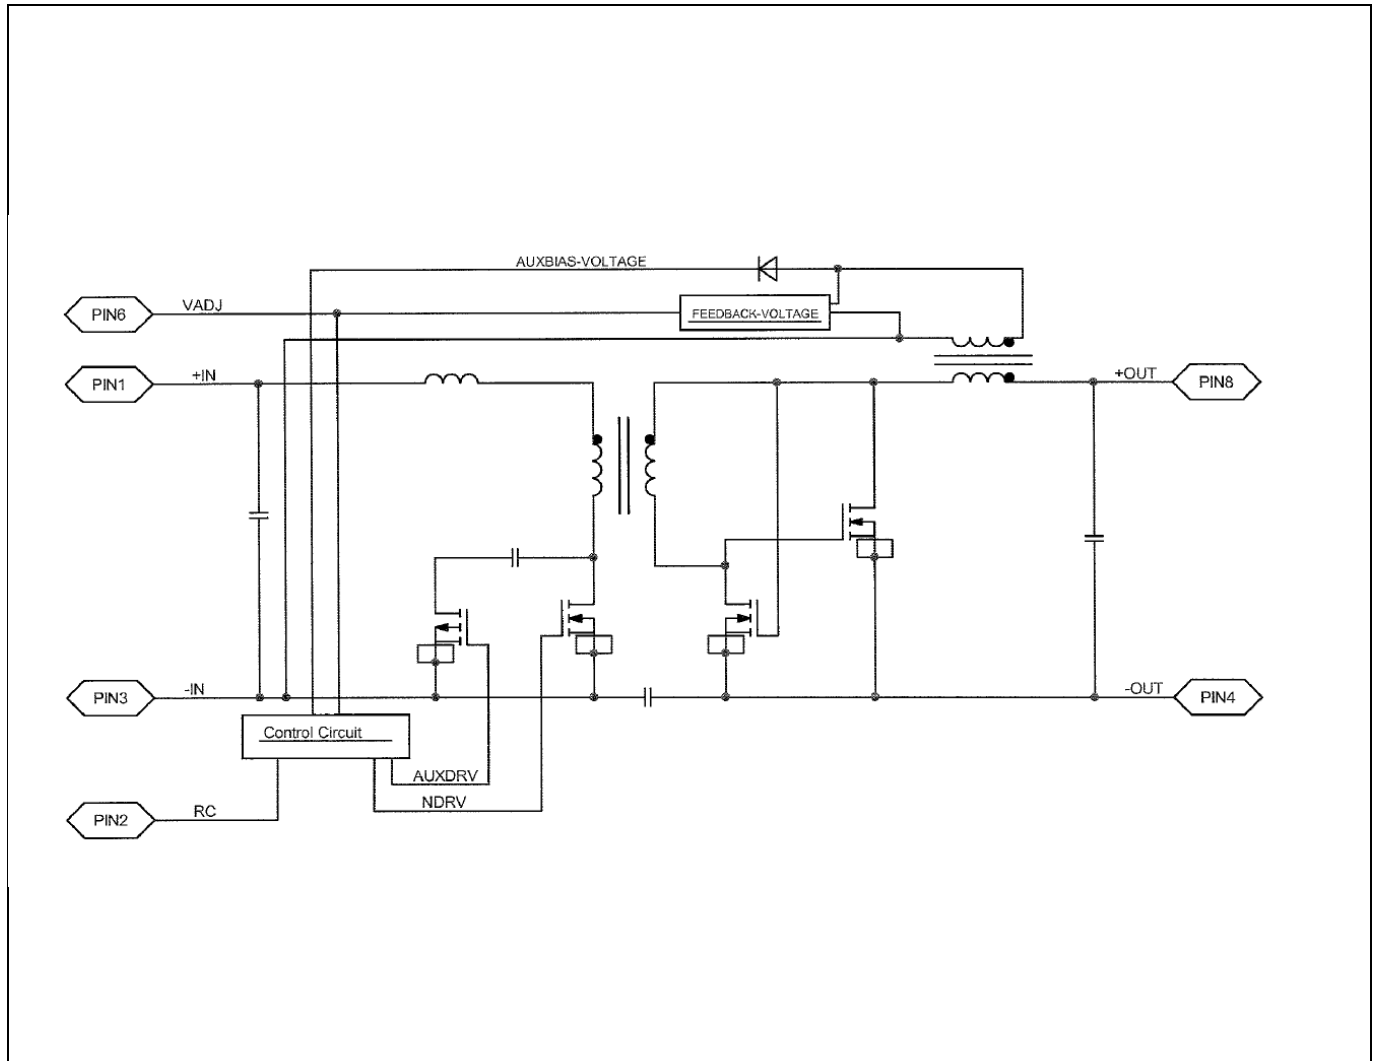 AUXBIAS-VOLTAGE
PIN6
VADJ
FEEDBACK-VOLTAGE
PIN1
+IN
+OUT
PIN8
PIN3
-IN
-OUT
PIN4
Control Circuit
AUXDRV
NDRV
PIN2
RC